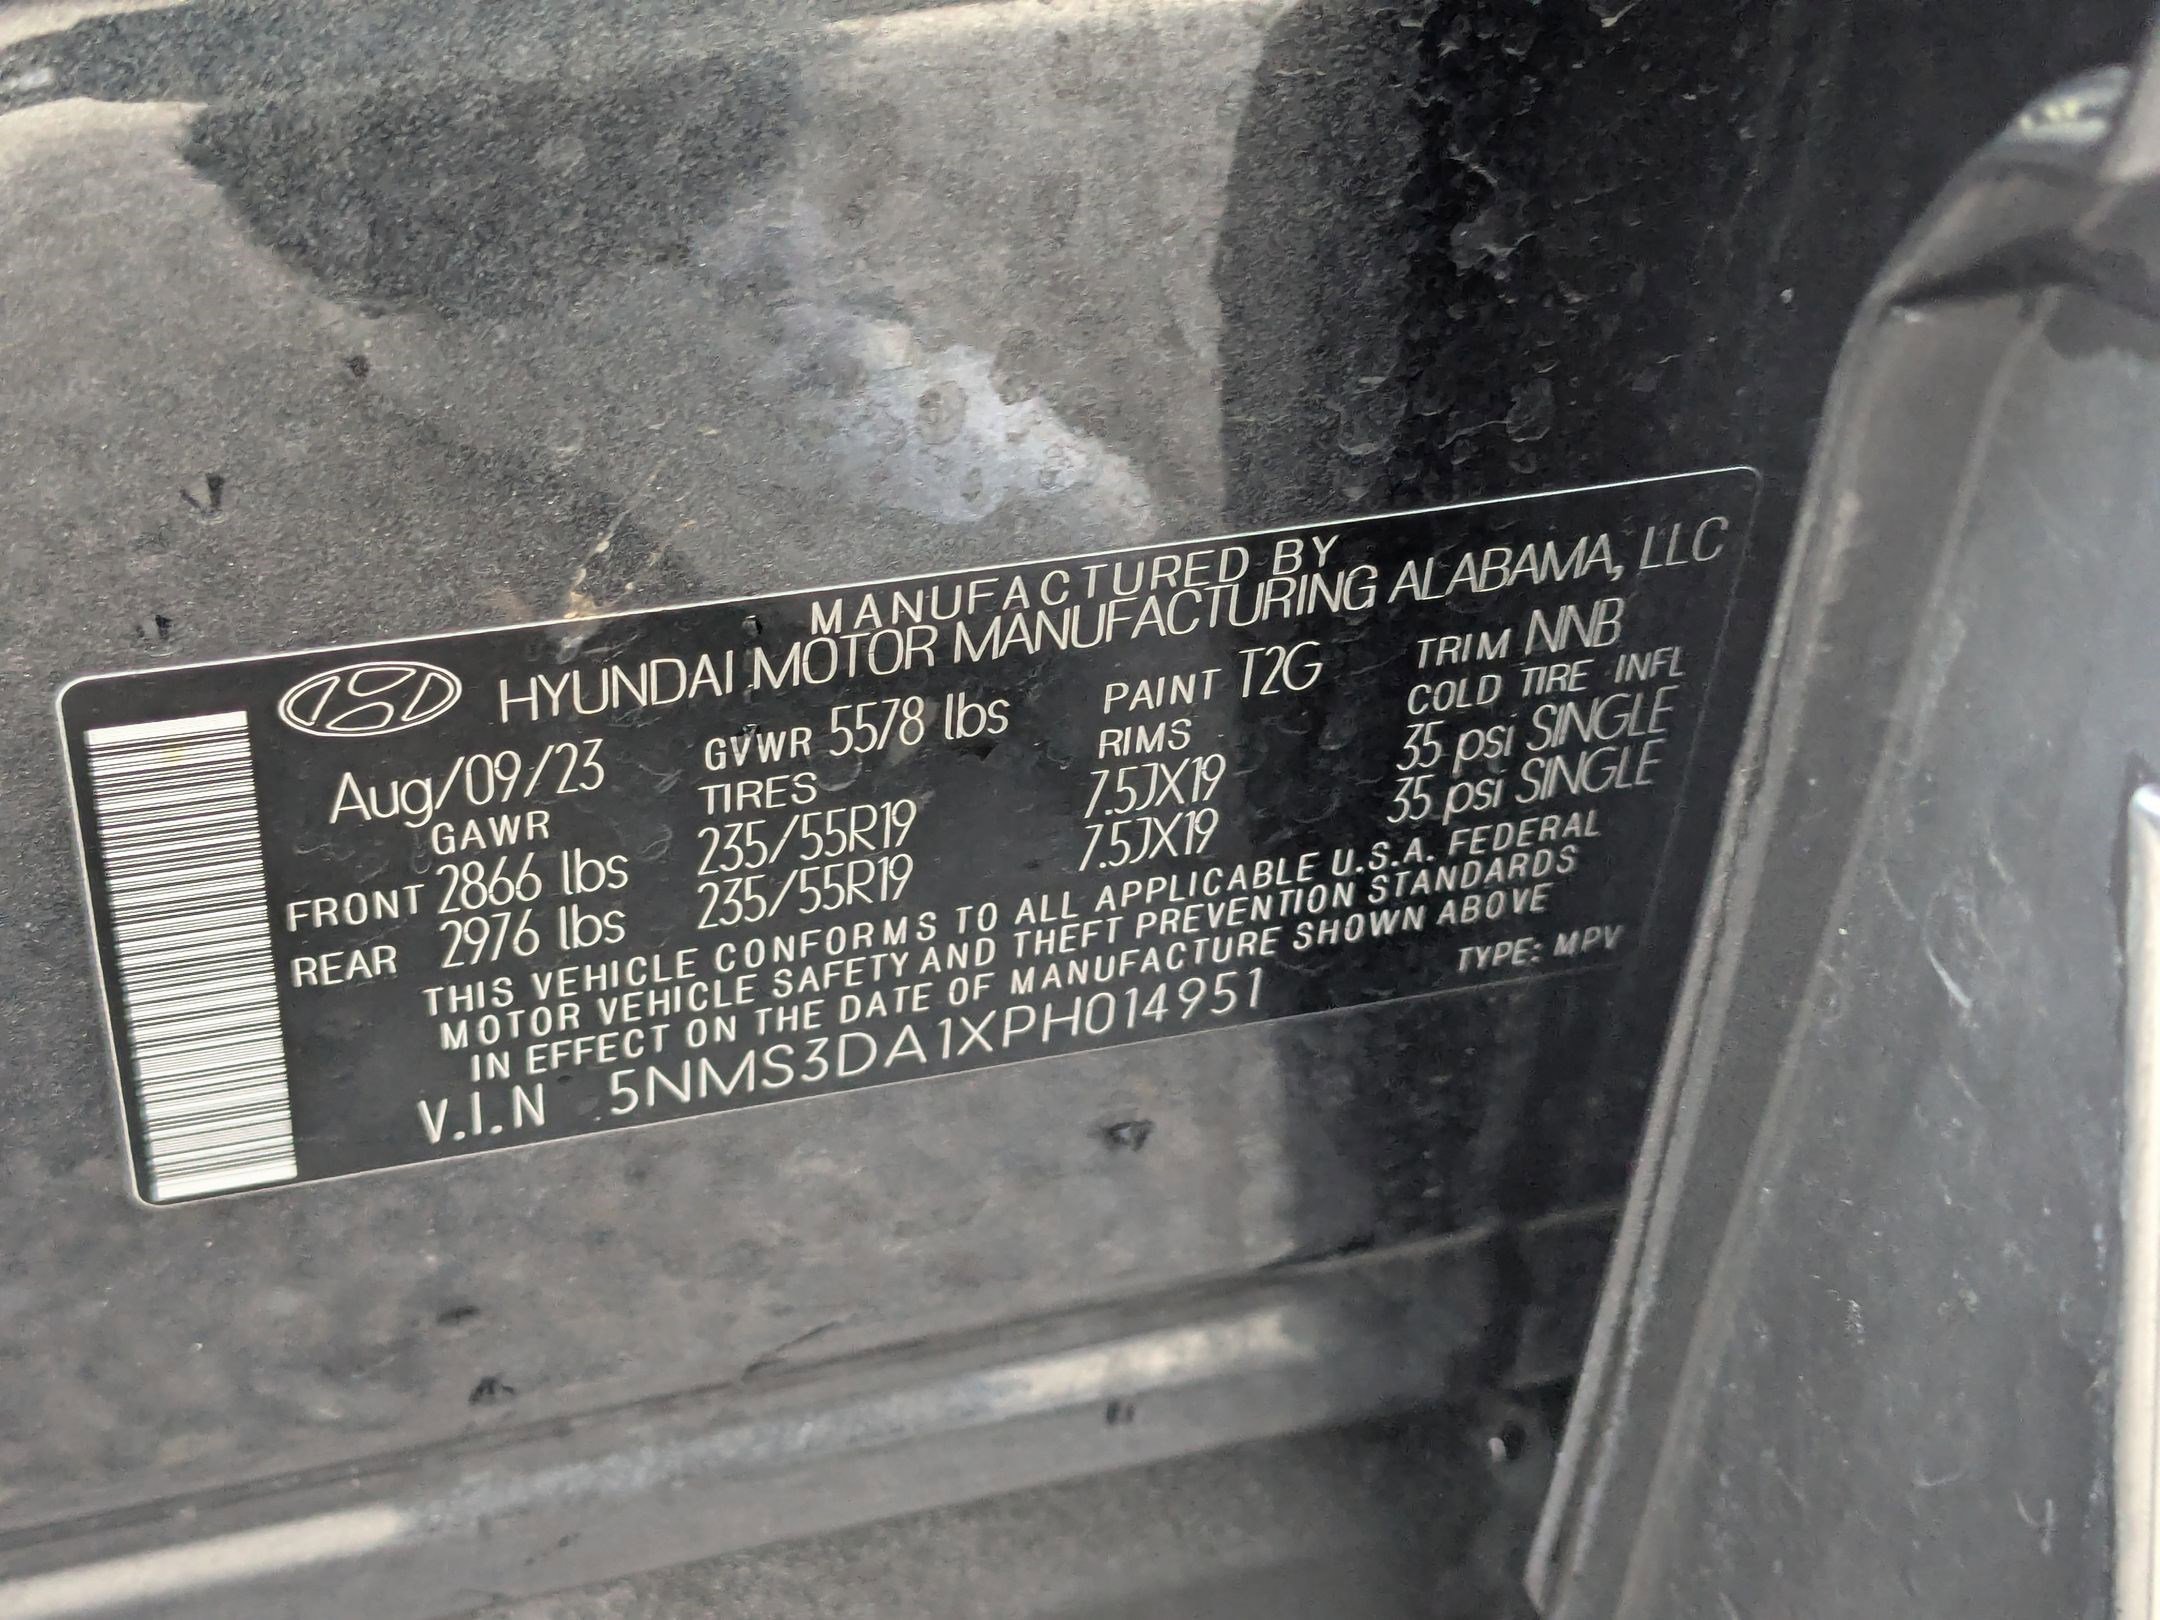 MANUFACTURED BY
HYUNDAI MOTOR MANUFACTURING ALABAMA, LLC
Aug/09/23 GVWR 5578 lbs PAINT T2G TRIM NNB
GAWR TIRES RIMS COLD TIRE INFL
FRONT 2866 lbs 235/55R19 7.5JX19 35 psi SINGLE
REAR 2976 lbs 235/55R19 7.5JX19 35 psi SINGLE
THIS VEHICLE CONFORMS TO ALL APPLICABLE U.S.A. FEDERAL
MOTOR VEHICLE SAFETY AND THEFT PREVENTION STANDARDS
IN EFFECT ON THE DATE OF MANUFACTURE SHOWN ABOVE
V.I.N 5NMS3DA1XPH014951 TYPE: MPV